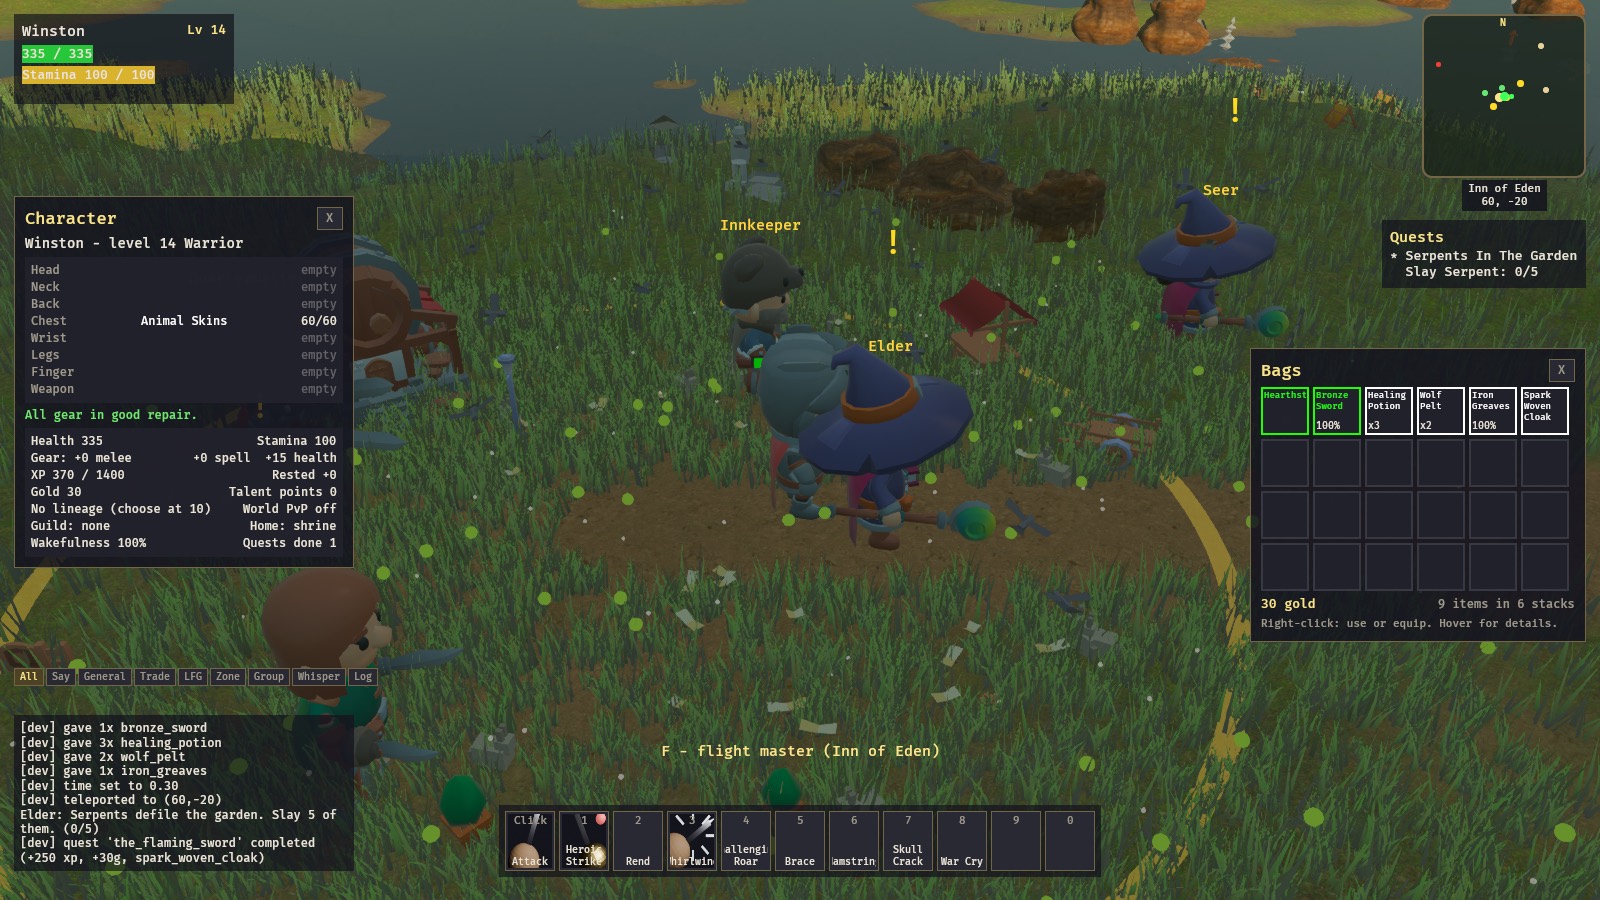 Winston Lv 14
335 / 335
Stamina 100 / 100
N
Inn of Eden
60, -20
Quests
* Serpents In The Garden
Slay Serpent: 0/5
!
Seer
Innkeeper
!
Elder
Character X
Winston - level 14 Warrior
Head empty
Neck empty
Back empty
Chest Animal Skins 60/60
Wrist empty
Legs empty
Finger empty
Weapon empty
All gear in good repair.
Health 335 Stamina 100
Gear: +0 melee +0 spell +15 health
XP 370 / 1400 Rested +0
Gold 30 Talent points 0
No lineage (choose at 10) World PvP off
Guild: none Home: shrine
Wakefulness 100% Quests done 1
Bags X
Hearthst
Bronze Sword 100%
Healing Potion x3
Wolf Pelt x2
Iron Greaves 100%
Spark Woven Cloak
30 gold 9 items in 6 stacks
Right-click: use or equip. Hover for details.
All Say General Trade LFG Zone Group Whisper Log
[dev] gave 1x bronze_sword
[dev] gave 3x healing_potion
[dev] gave 2x wolf_pelt
[dev] gave 1x iron_greaves
[dev] time set to 0.30
[dev] teleported to (60,-20)
Elder: Serpents defile the garden. Slay 5 of
them. (0/5)
[dev] quest 'the_flaming_sword' completed
(+250 xp, +30g, spark_woven_cloak)
F - flight master (Inn of Eden)
Click 1 2 3 4 5 6 7 8 9 0
Attack
Heroic Strike
Rend
hirlwin
allengi Roar
Brace
amstrin
Skull Crack
War Cry